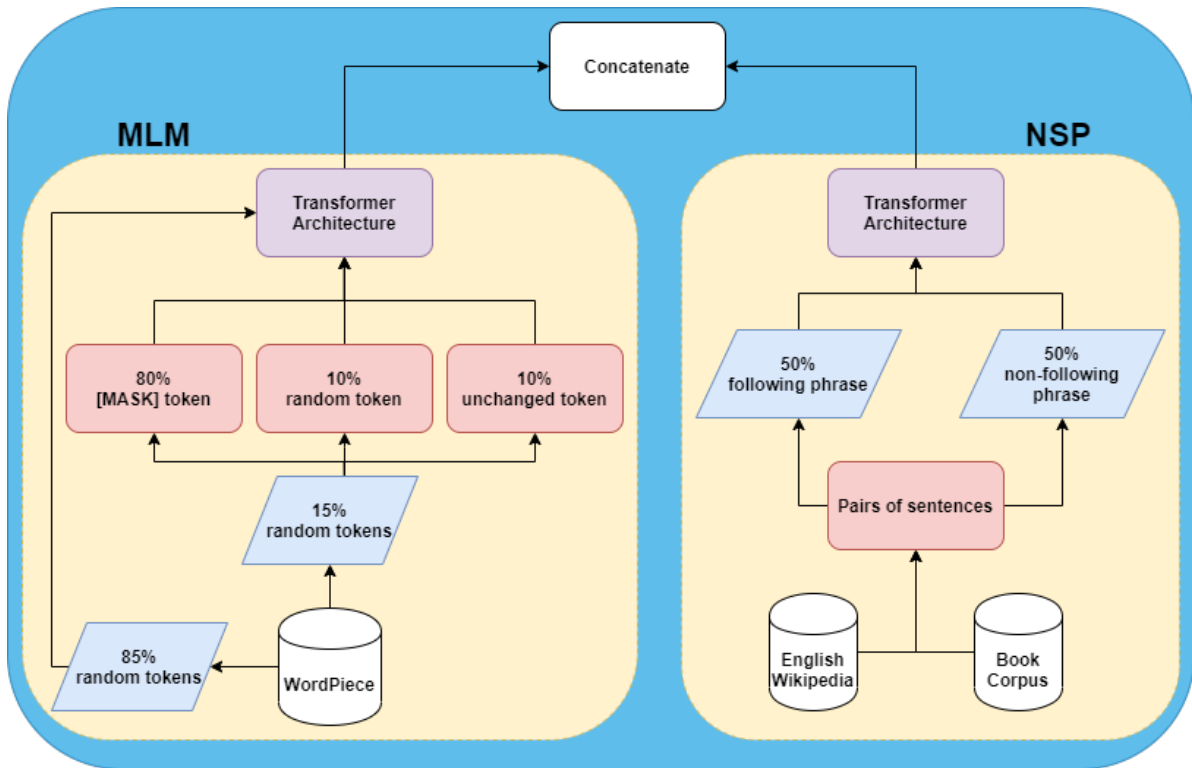 Concatenate
MLM
NSP
Transformer
Architecture
Transformer
Architecture
80%
[MASK] token
10%
random token
10%
unchanged token
50%
following phrase
50%
non-following
phrase
15%
random tokens
Pairs of sentences
85%
random tokens
WordPiece
English
Wikipedia
Book
Corpus